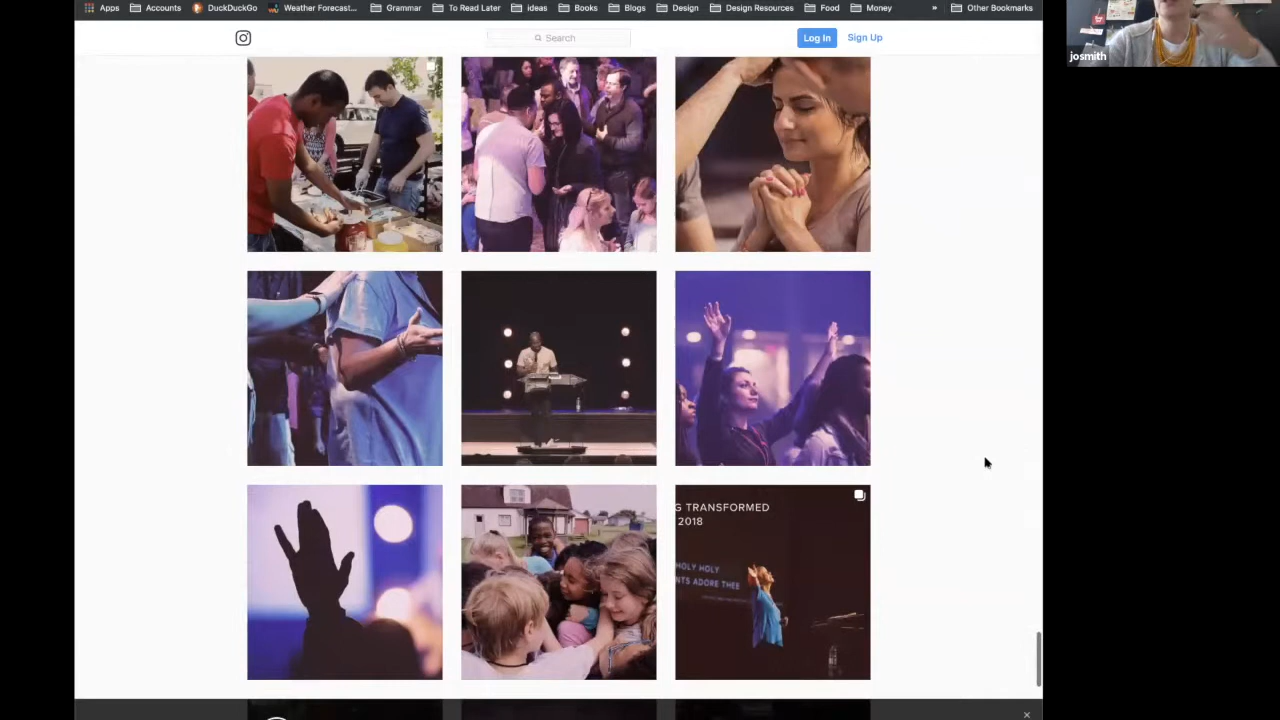 Apps Accounts DuckDuckGo Weather Forecast... Grammar To Read Later ideas Books Blogs Design Design Resources Food Money » Other Bookmarks
Search
Log In
Sign Up
josmith
G TRANSFORMED
2018
HOLY HOLY
NTS ADORE THEE